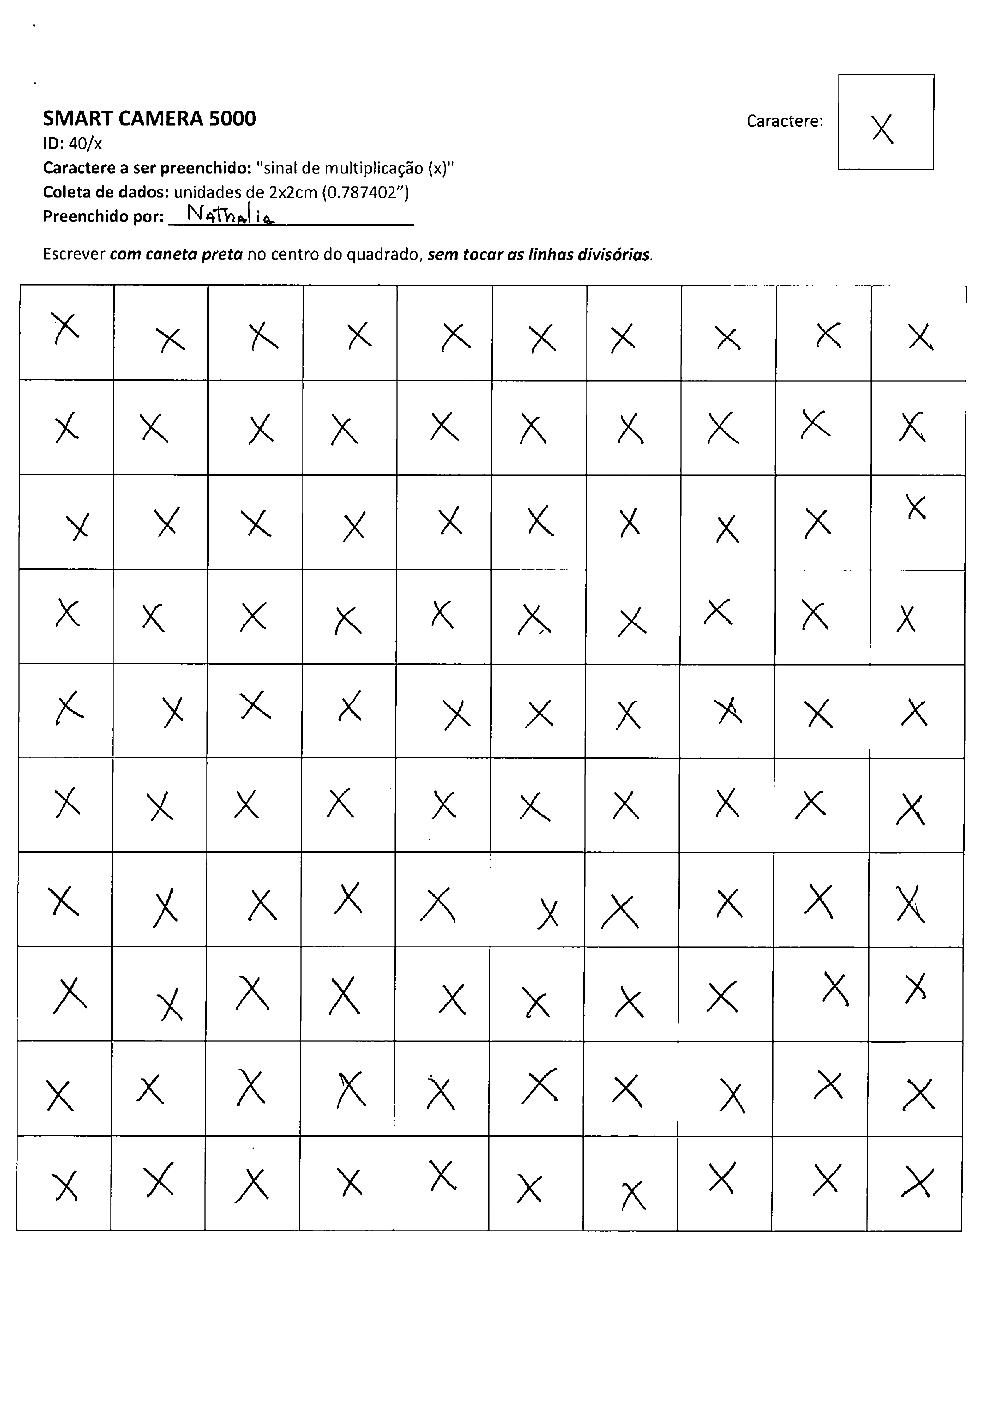 SMART CAMERA 5000
ID: 40/x
Caractere a ser preenchido: "sinal de multiplicação (x)"
Coleta de dados: unidades de 2x2cm (0.787402”)
Preenchido por: Nathalia
Caractere: X
Escrever com caneta preta no centro do quadrado, sem tocar as linhas divisórias.
X X X X X X X X X X
X X X X X X X X X X
X X X X X X X X X X
X X X X X X X X X X
X X X X X X X X X X
X X X X X X X X X X
X X X X X X X X X X
X X X X X X X X X X
X X X X X X X X X X
X X X X X X X X X X